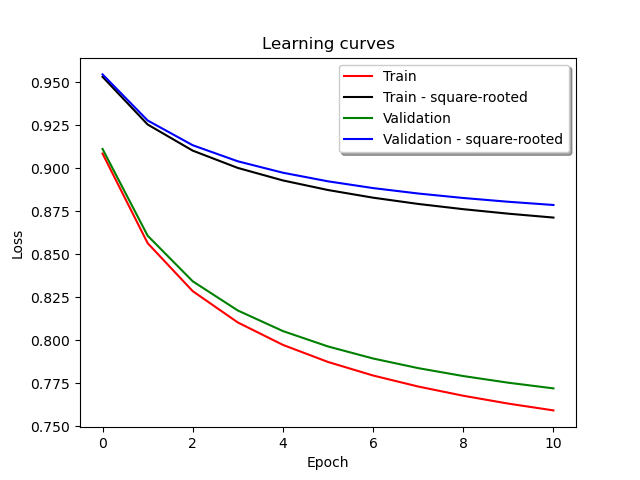 Learning curves
Train
Train - square-rooted
Validation
Validation - square-rooted
0.950
0.925
0.900
0.875
0.850
0.825
0.800
0.775
0.750
Loss
0 2 4 6 8 10
Epoch